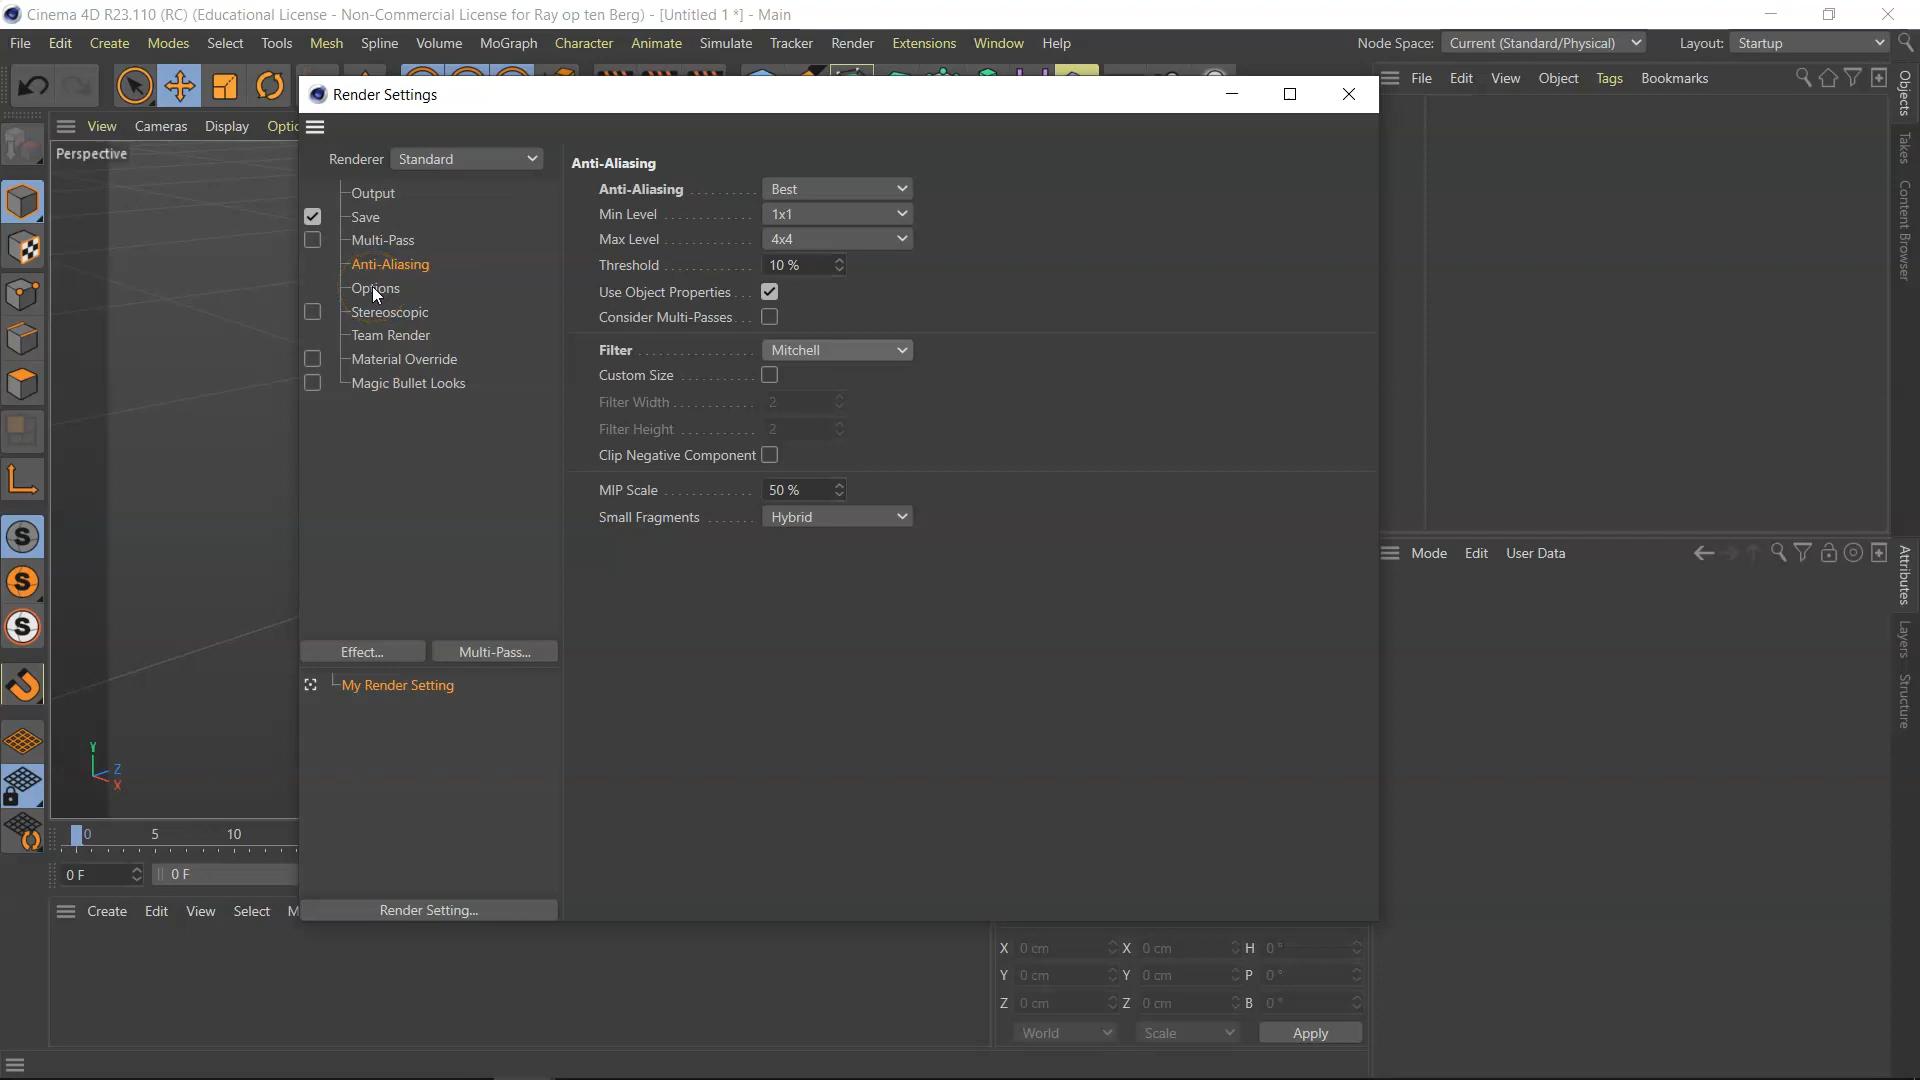 Cinema 4D R23.110 (RC) (Educational License - Non-Commercial License for Ray op ten Berg) - [Untitled 1 *] - Main
File Edit Create Modes Select Tools Mesh Spline Volume MoGraph Character Animate Simulate Tracker Render Extensions Window Help
Node Space: Current (Standard/Physical) Layout: Startup
Render Settings
File Edit View Object Tags Bookmarks
View Cameras Display Optic
Perspective
Renderer Standard
Output
Save
Multi-Pass
Anti-Aliasing
Options
Stereoscopic
Team Render
Material Override
Magic Bullet Looks
Effect... Multi-Pass...
My Render Setting
Render Setting...
Anti-Aliasing
Anti-Aliasing Best
Min Level 1x1
Max Level 4x4
Threshold 10 %
Use Object Properties
Consider Multi-Passes
Filter Mitchell
Custom Size
Filter Width 2
Filter Height 2
Clip Negative Component
MIP Scale 50 %
Small Fragments Hybrid
Mode Edit User Data
Objects
Takes
Content Browser
Attributes
Layers
Structure
S
S
S
Y
Z
X
0 5 10
0 F 0 F
Create Edit View Select M
X 0 cm X 0 cm H 0 °
Y 0 cm Y 0 cm P 0 °
Z 0 cm Z 0 cm B 0 °
World Scale Apply